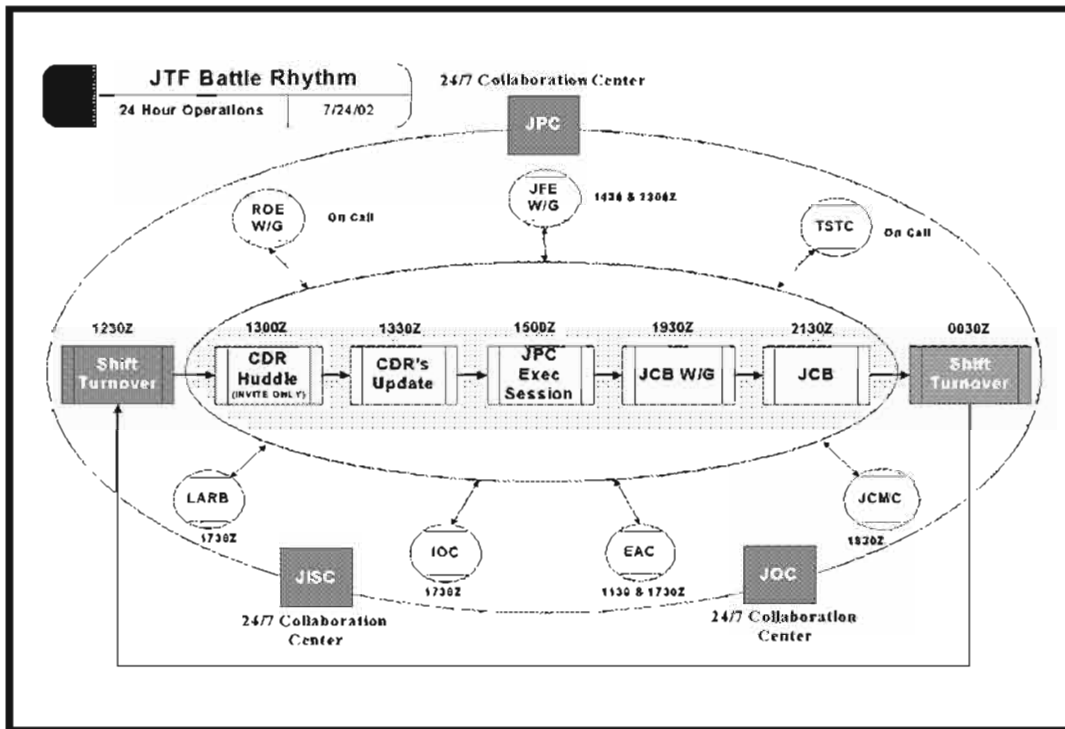 JTF Battle Rhythm
24 Hour Operations
7/24/02
24/7 Collaboration Center
JPC
ROE
W/G
On Call
JFE
W/G
TSTC
On Call
1230Z
Shift
Turnover
1300Z
CDR
Huddle
(INVITE ONLY)
1330Z
CDR's
Update
1500Z
JPC
Exec
Session
1930Z
JCB W/G
2130Z
JCB
0030Z
Shift
Turnover
LARB
1730Z
IOC
1730Z
EAC
& 1730Z
JCMC
1830Z
JISC
24/7 Collaboration
Center
JOC
24/7 Collaboration
Center